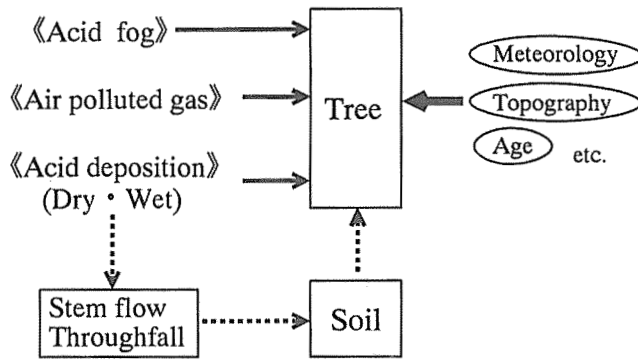 《Acid fog》
《Air polluted gas》
《Acid deposition》
(Dry・Wet)
Stem flow
Throughfall
Soil
Tree
Meteorology
Topography
Age
etc.